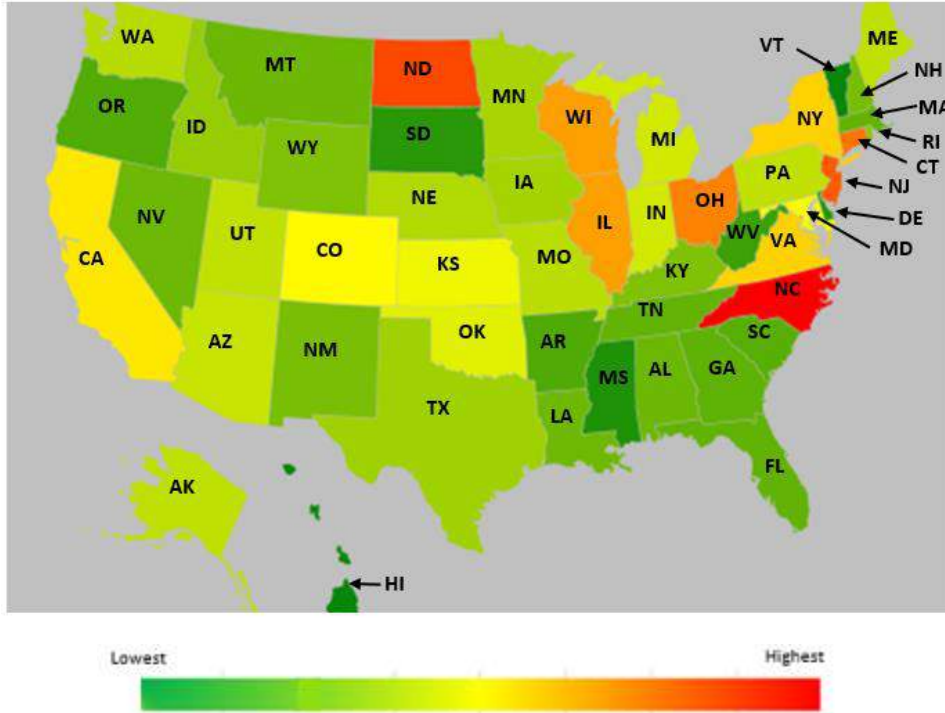 WA
MT
ND
MN
VT
ME
NH
OR
ID
SD
WI
MI
NY
MA
RI
WY
CT
NE
IA
PA
NJ
NV
UT
CO
IL
IN
OH
DE
CA
KS
MO
WV
VA
MD
KY
NC
AZ
NM
OK
AR
TN
SC
TX
MS
AL
GA
LA
FL
AK
HI
Lowest
Highest